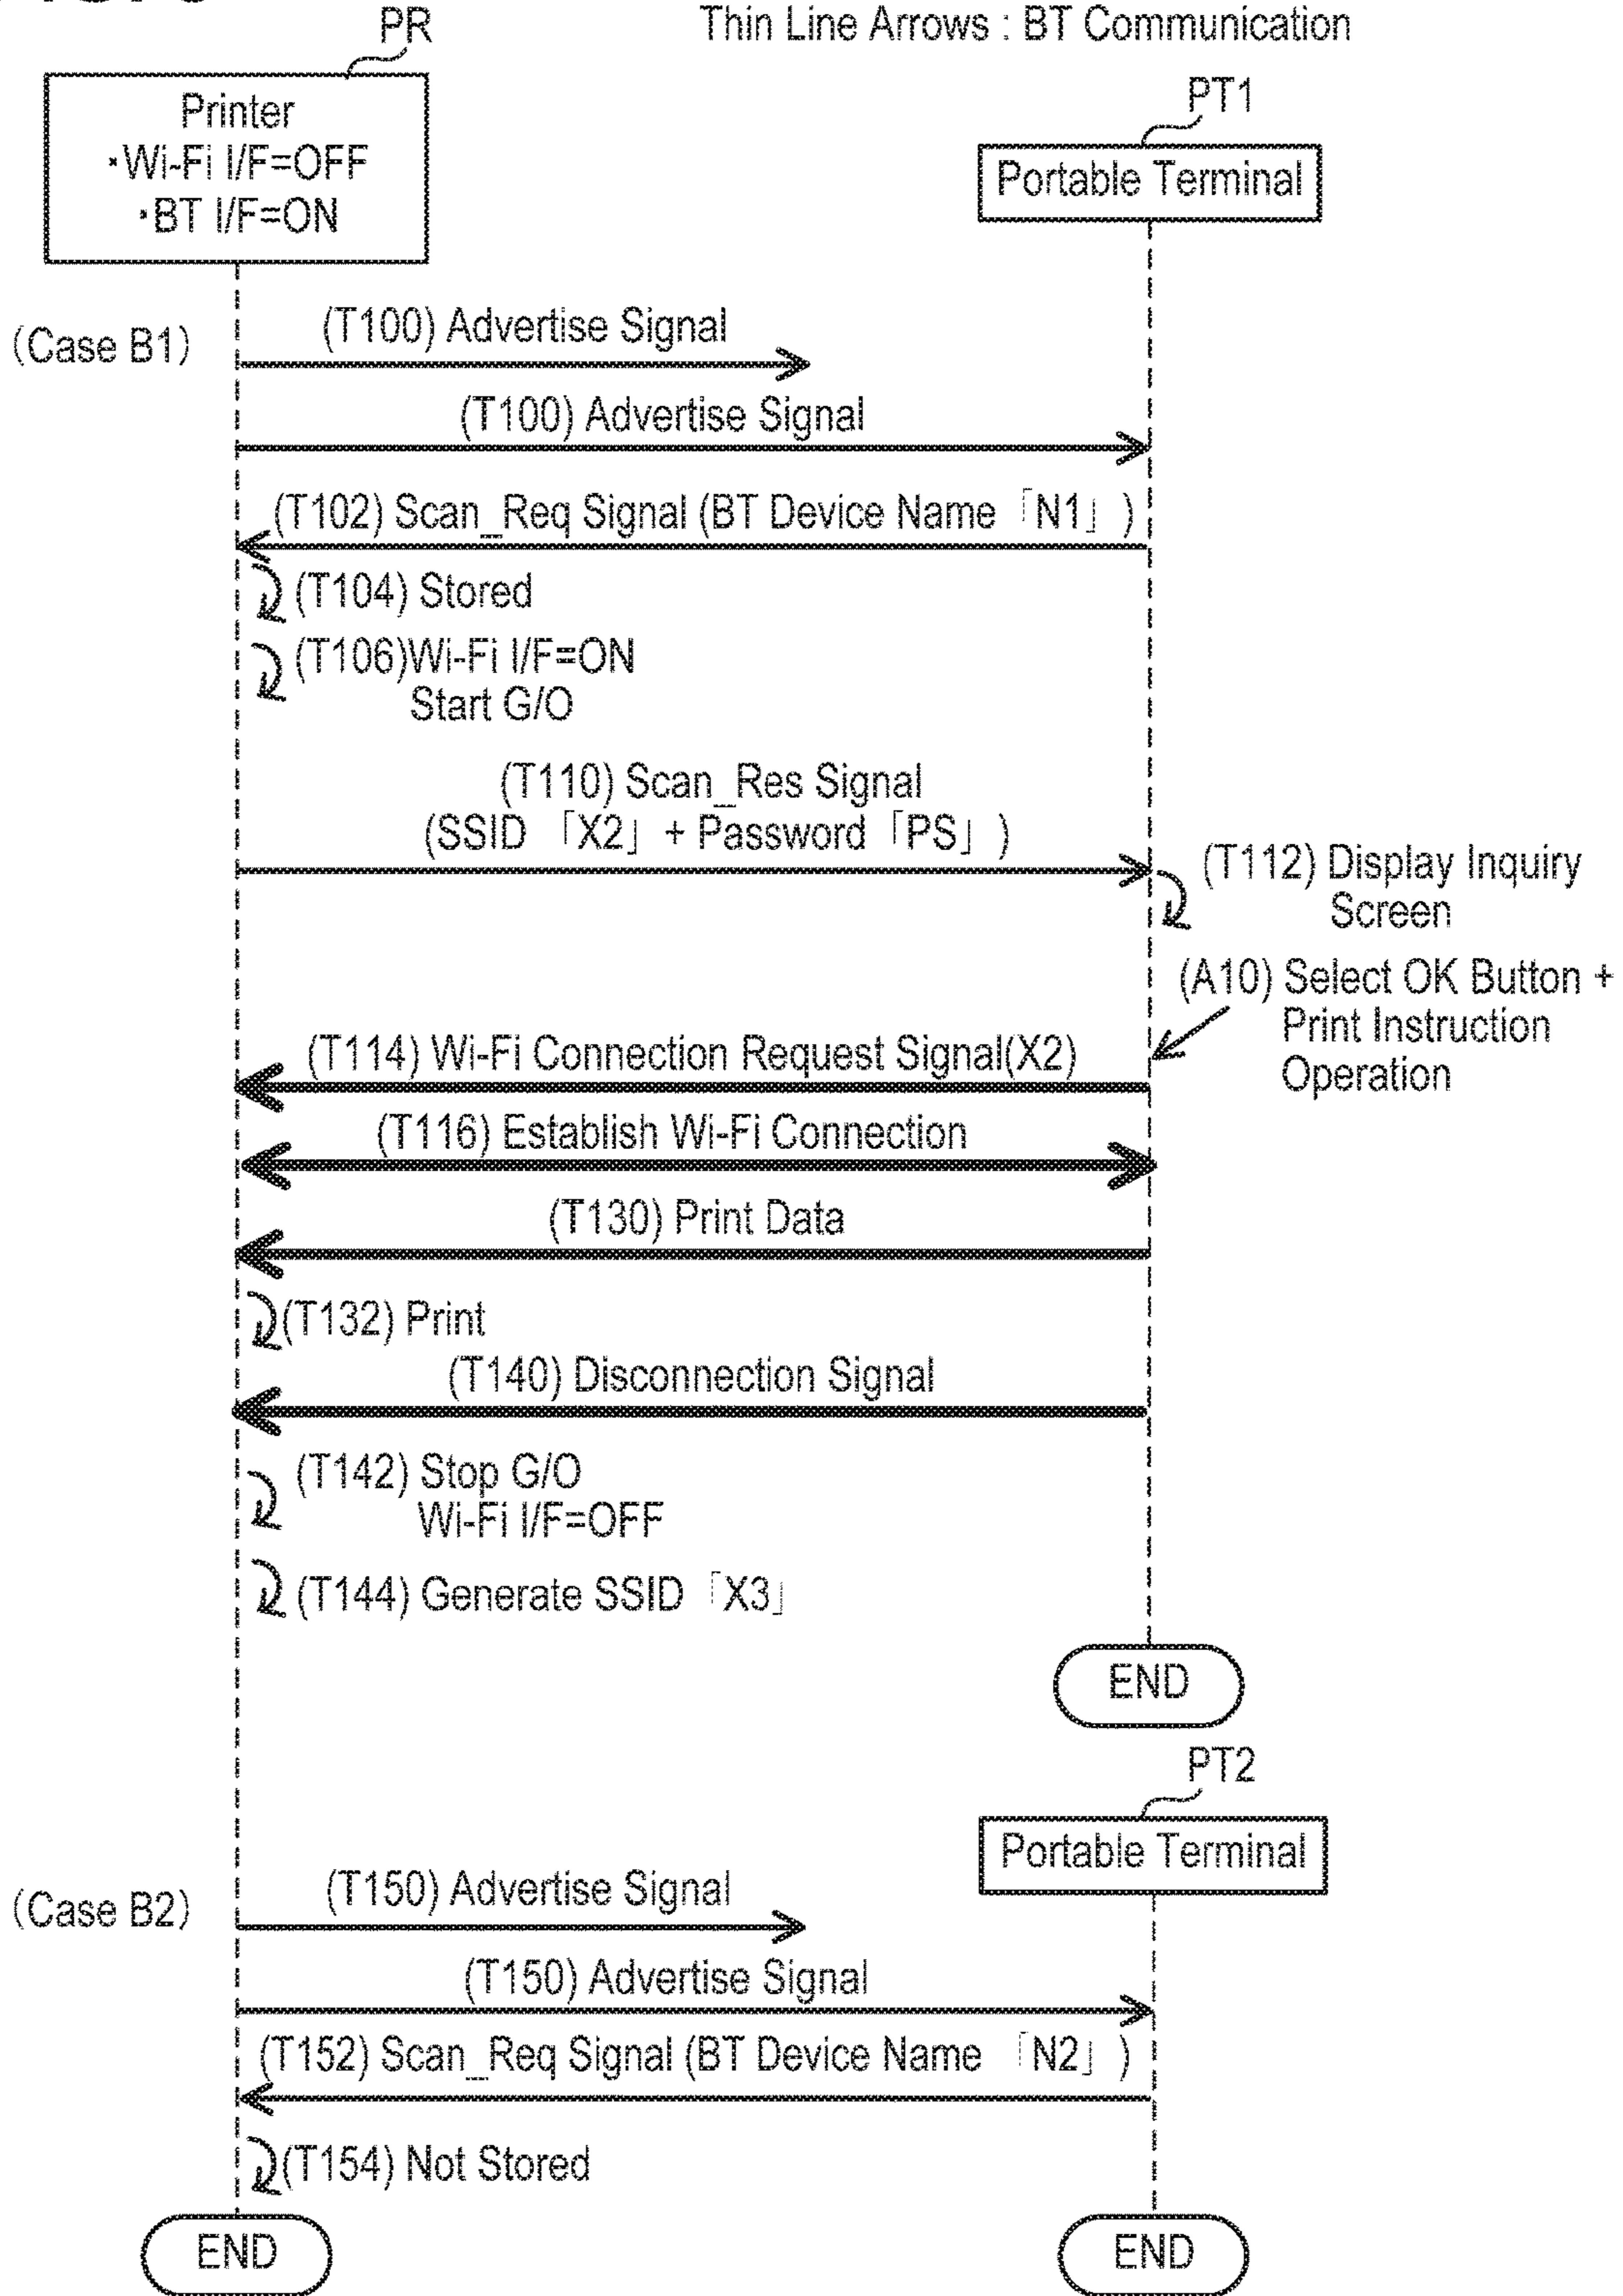 PR
Thin Line Arrows : BT Communication
Printer
・Wi-Fi I/F=OFF
・BT I/F=ON
PT1
Portable Terminal
(Case B1)
(T100) Advertise Signal
(T100) Advertise Signal
(T102) Scan_Req Signal (BT Device Name「N1」)
(T104) Stored
(T106)Wi-Fi I/F=ON
Start G/O
(T110) Scan_Res Signal
(SSID「X2」+ Password「PS」)
(T112) Display Inquiry
Screen
(A10) Select OK Button +
Print Instruction
Operation
(T114) Wi-Fi Connection Request Signal(X2)
(T116) Establish Wi-Fi Connection
(T130) Print Data
(T132) Print
(T140) Disconnection Signal
(T142) Stop G/O
Wi-Fi I/F=OFF
(T144) Generate SSID「X3」
END
PT2
Portable Terminal
(Case B2)
(T150) Advertise Signal
(T150) Advertise Signal
(T152) Scan_Req Signal (BT Device Name「N2」)
(T154) Not Stored
END
END